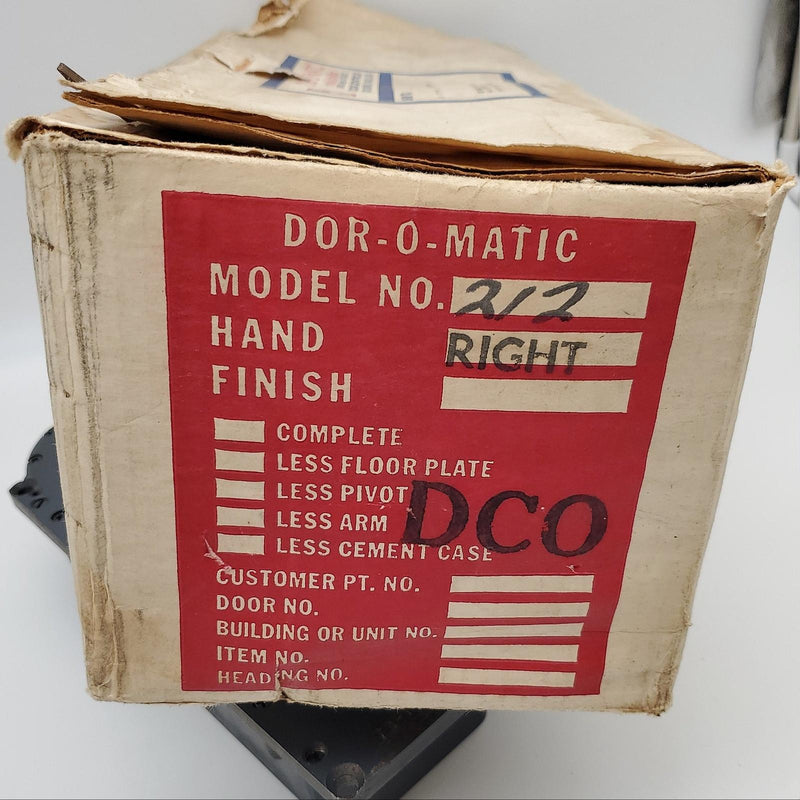 DOR-O-MATIC
MODEL NO. 212
HAND RIGHT
FINISH
COMPLETE
LESS FLOOR PLATE
LESS PIVOT
LESS ARM DCO
LESS CEMENT CASE
CUSTOMER PT. NO.
DOOR NO.
BUILDING OR UNIT NO.
ITEM NO.
HEADING NO.